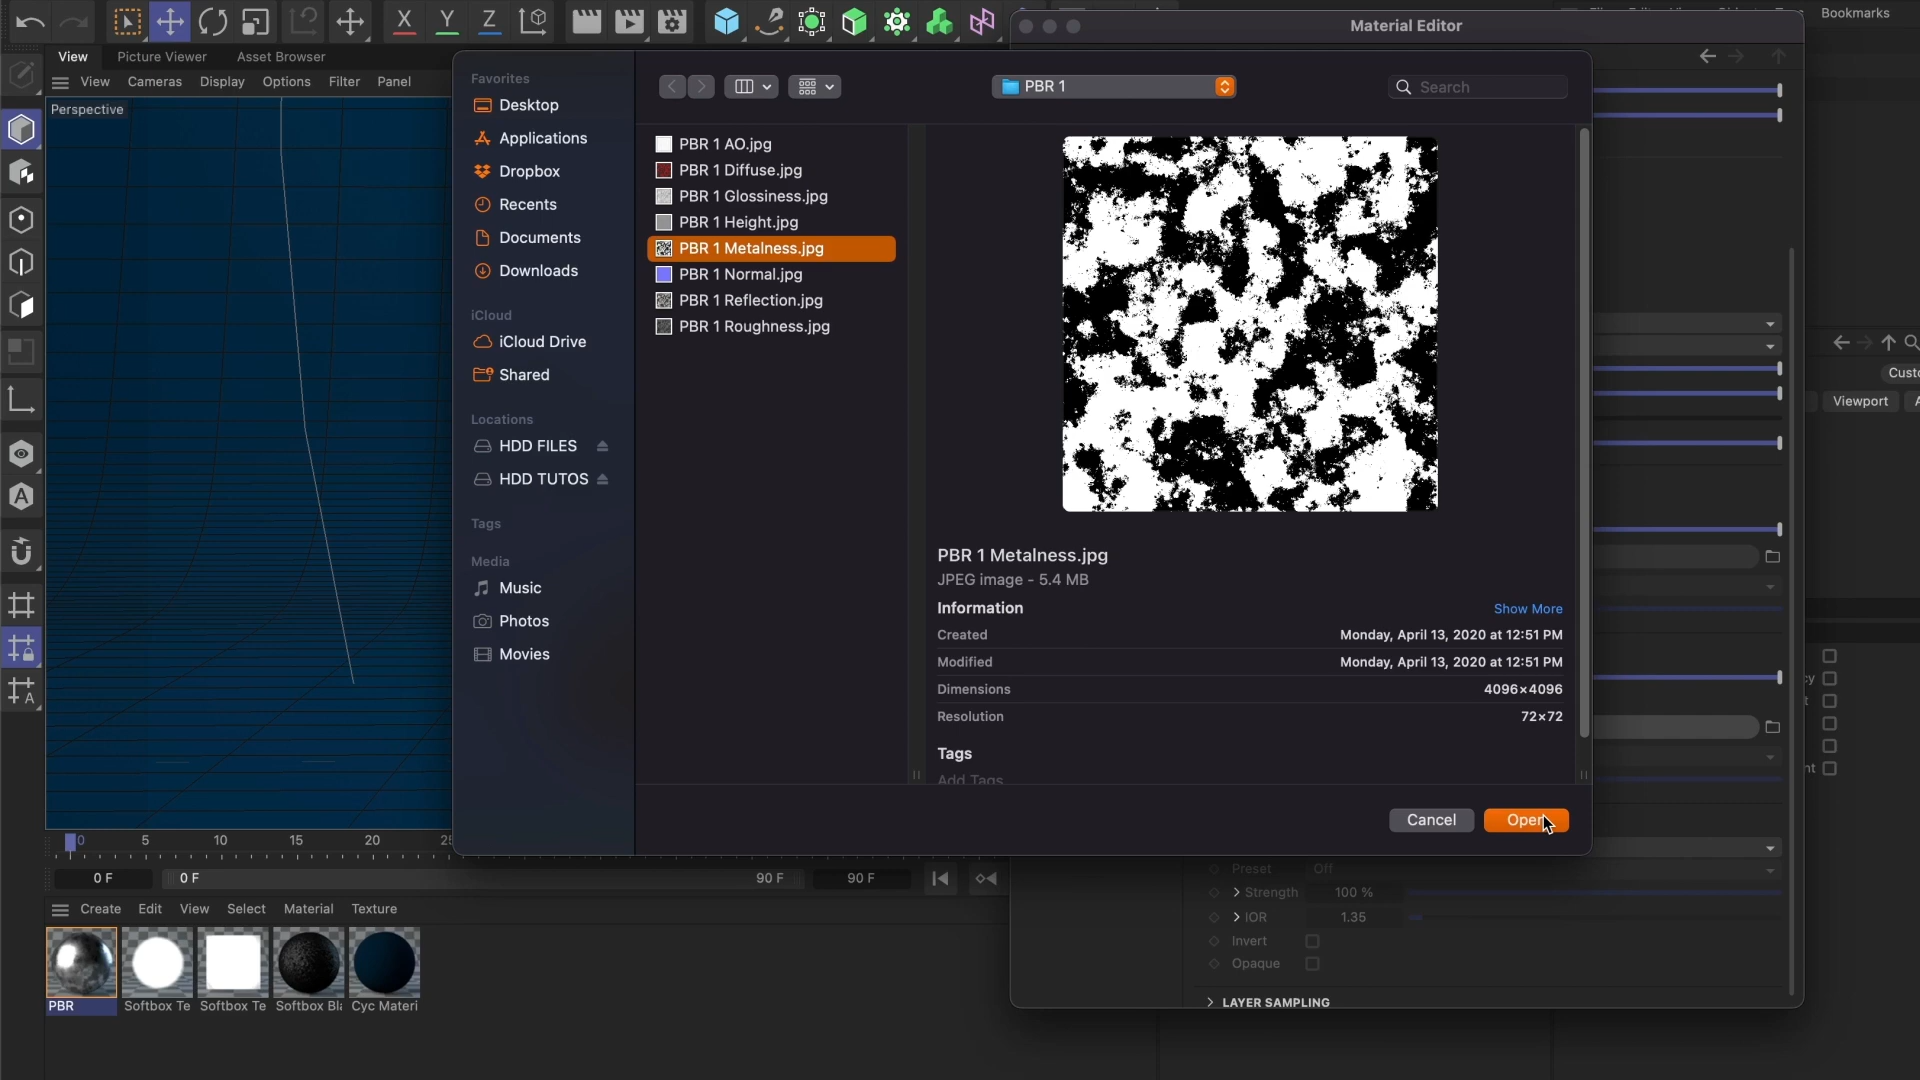 X Y Z
Material Editor
Bookmarks
View Picture Viewer Asset Browser
View Cameras Display Options Filter Panel
Perspective
Favorites
Desktop
Applications
Dropbox
Recents
Documents
Downloads
iCloud
iCloud Drive
Shared
Locations
HDD FILES
HDD TUTOS
Tags
Media
Music
Photos
Movies
PBR 1
Search
PBR 1 AO.jpg
PBR 1 Diffuse.jpg
PBR 1 Glossiness.jpg
PBR 1 Height.jpg
PBR 1 Metalness.jpg
PBR 1 Normal.jpg
PBR 1 Reflection.jpg
PBR 1 Roughness.jpg
PBR 1 Metalness.jpg
JPEG image - 5.4 MB
Information Show More
Created Monday, April 13, 2020 at 12:51 PM
Modified Monday, April 13, 2020 at 12:51 PM
Dimensions 4096×4096
Resolution 72×72
Tags
Add Tags
Cancel Open
Viewport
0 5 10 15 20
0 F 0 F 90 F 90 F
Create Edit View Select Material Texture
PBR Softbox Te Softbox Te Softbox Bl Cyc Materi
Preset Off
Strength 100 %
IOR 1.35
Invert
Opaque
LAYER SAMPLING